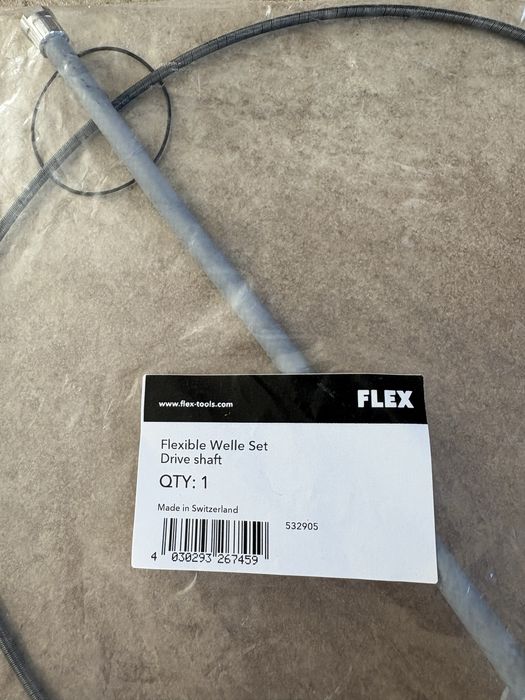 www.flex-tools.com
FLEX
Flexible Welle Set
Drive shaft
QTY: 1
Made in Switzerland
532905
4 030293 267459